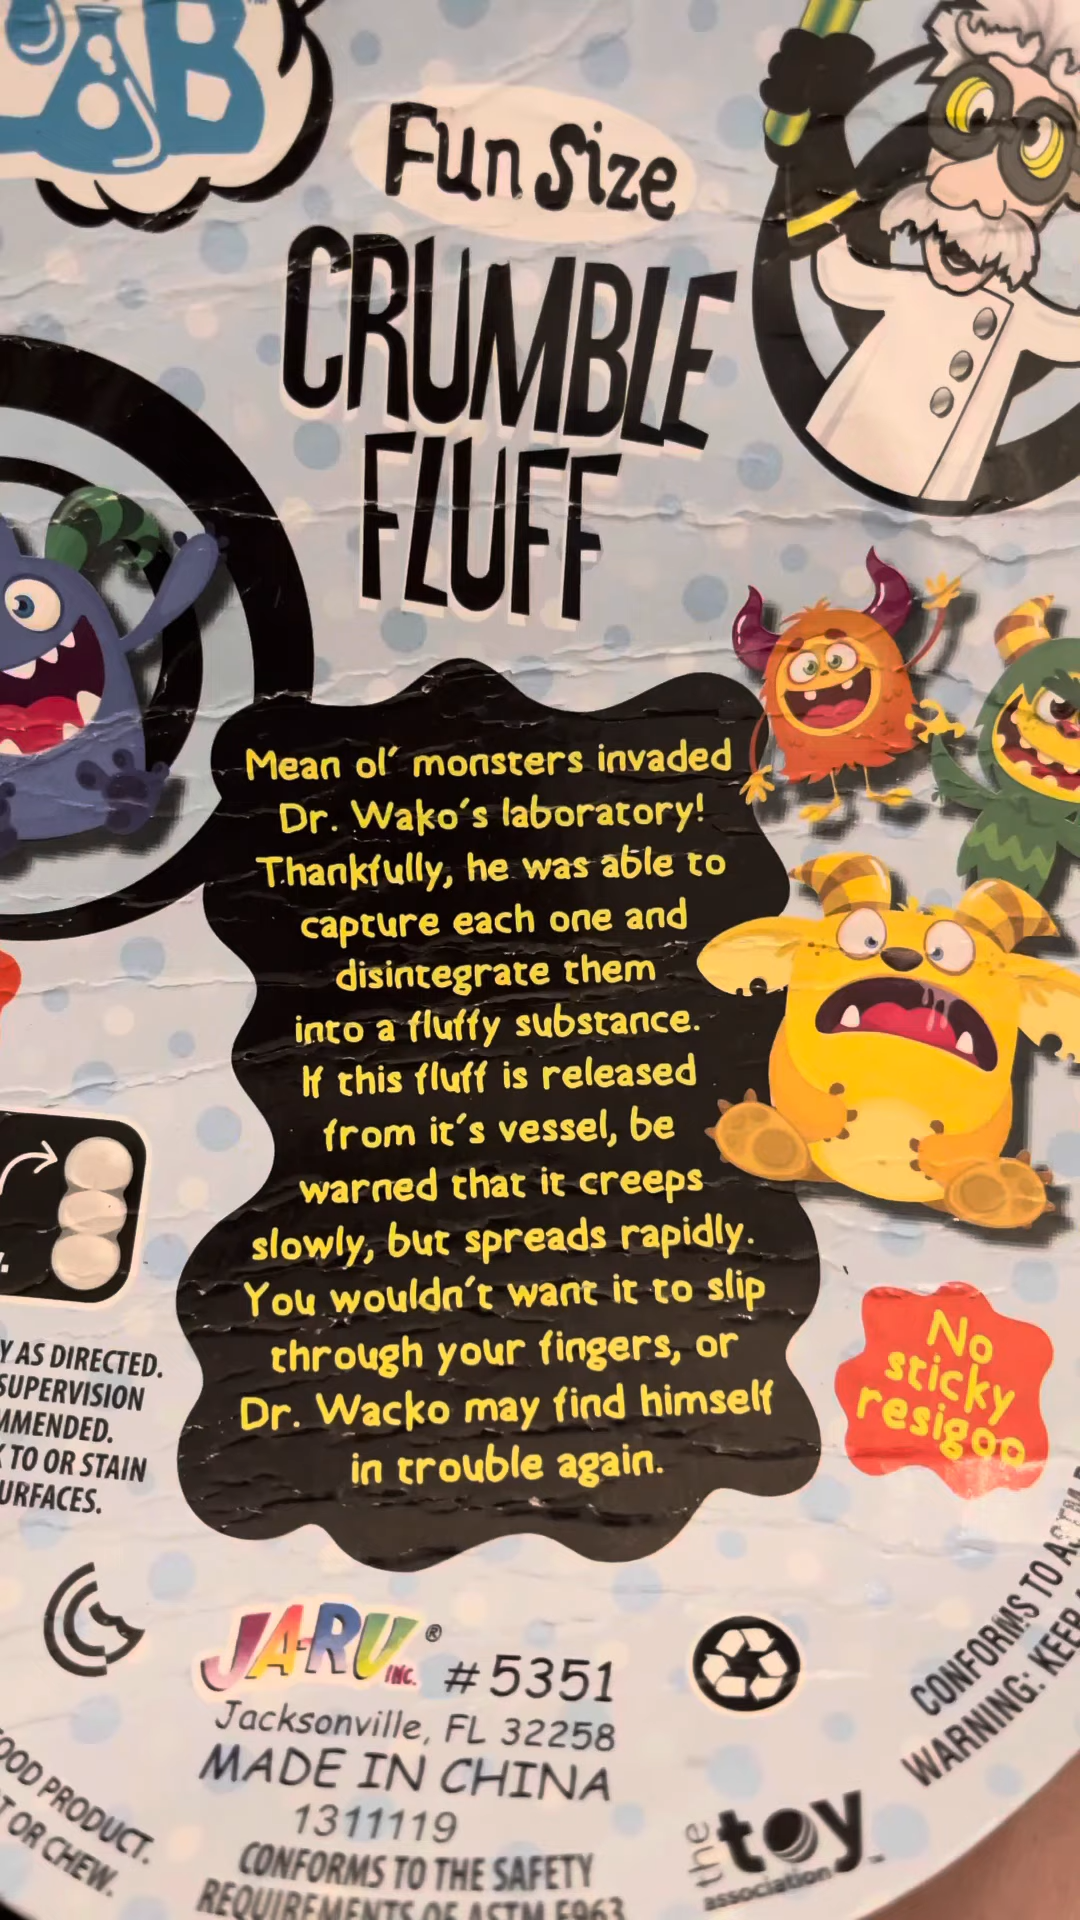 AB™
Fun Size
CRUMBLE
FLUFF
Mean ol' monsters invaded
Dr. Wako's laboratory!
Thankfully, he was able to
capture each one and
disintegrate them
into a fluffy substance.
If this fluff is released
from it's vessel, be
warned that it creeps
slowly, but spreads rapidly.
You wouldn't want it to slip
through your fingers, or
Dr. Wacko may find himself
in trouble again.
No
sticky
resigoo
Y AS DIRECTED.
SUPERVISION
MMENDED.
TO OR STAIN
URFACES.
JA-RU INC.® #5351
Jacksonville, FL 32258
MADE IN CHINA
1311119
CONFORMS TO THE SAFETY
REQUIREMENTS OF ASTM F963
OOD PRODUCT.
T OR CHEW.
the toy association™
CONFORMS TO ASTM
WARNING: KEEP